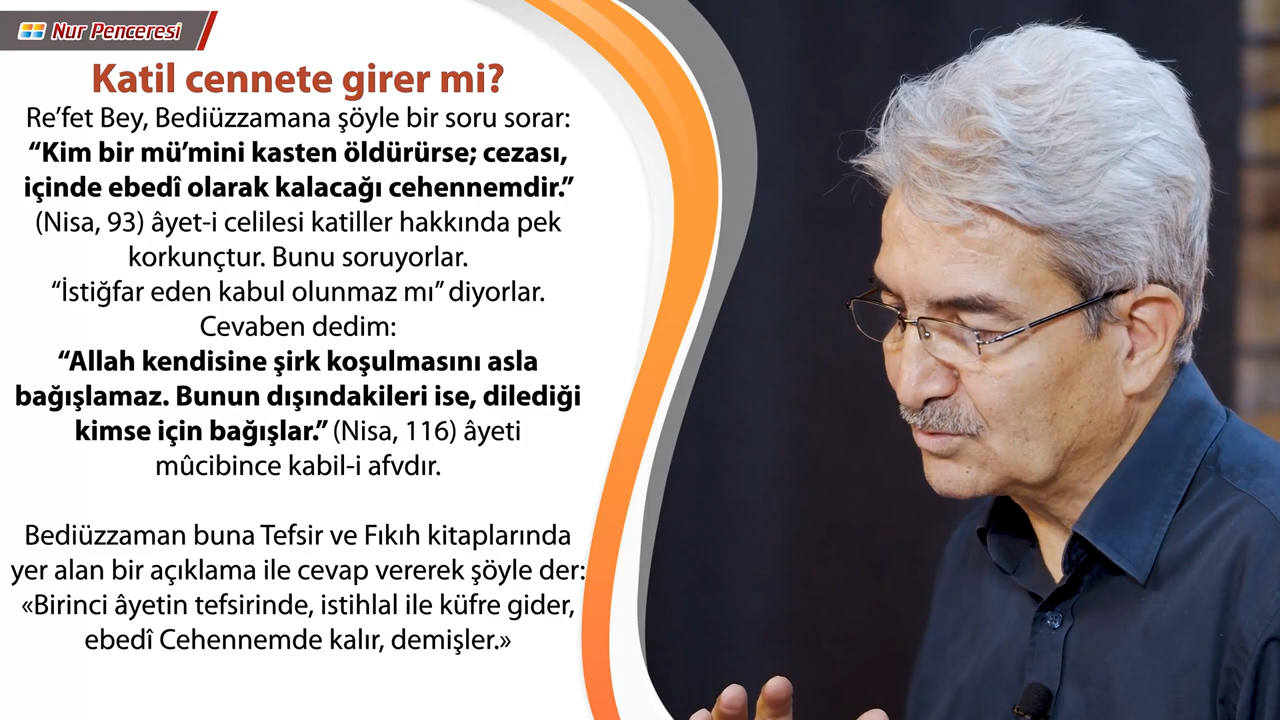 Nur Penceresi
Katil cennete girer mi?
Re’fet Bey, Bediüzzamana şöyle bir soru sorar:
“Kim bir mü’mini kasten öldürürse; cezası,
içinde ebedî olarak kalacağı cehennemdir.”
(Nisa, 93) âyet-i celilesi katiller hakkında pek
korkunçtur. Bunu soruyorlar.
“İstiğfar eden kabul olunmaz mı” diyorlar.
Cevaben dedim:
“Allah kendisine şirk koşulmasını asla
bağışlamaz. Bunun dışındakileri ise, dilediği
kimse için bağışlar.” (Nisa, 116) âyeti
mûcibince kabil-i afvdır.
Bediüzzaman buna Tefsir ve Fıkıh kitaplarında
yer alan bir açıklama ile cevap vererek şöyle der:
«Birinci âyetin tefsirinde, istihlal ile küfre gider,
ebedî Cehennemde kalır, demişler.»